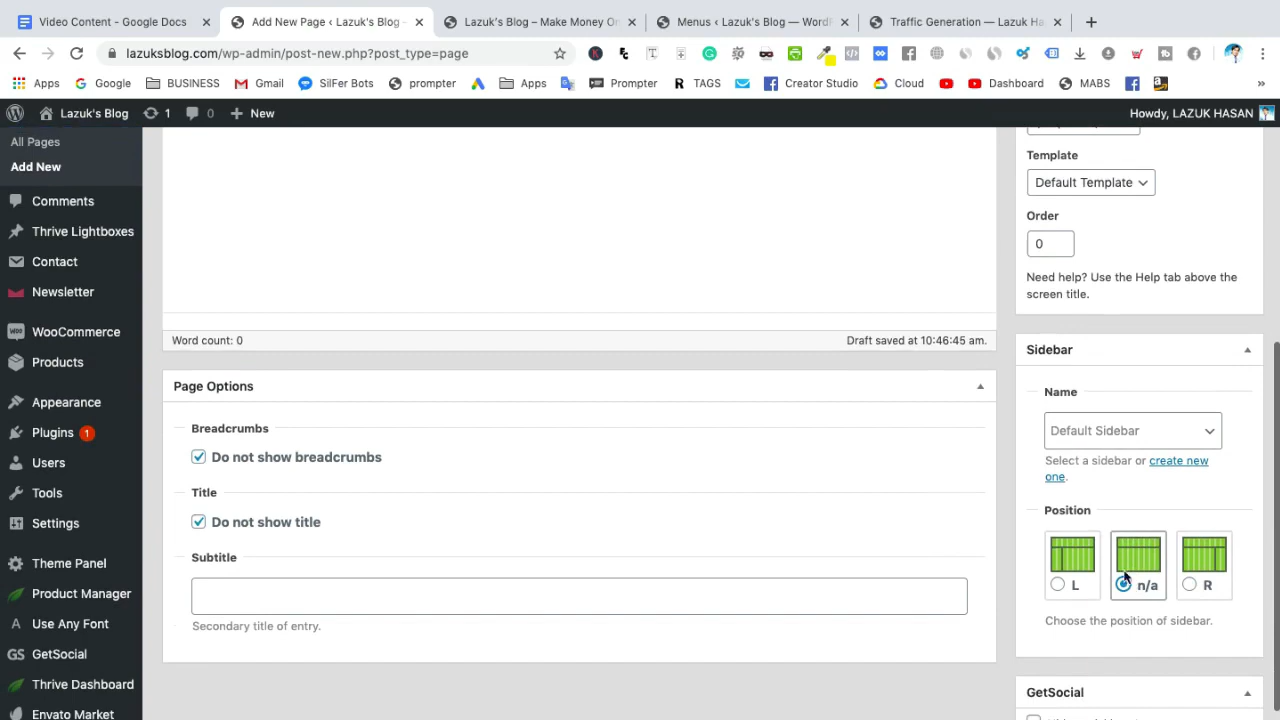 Video Content - Google Docs
Add New Page ‹ Lazuk's Blog -
Lazuk's Blog – Make Money On
Menus ‹ Lazuk's Blog — Word
Traffic Generation — Lazuk Ha
lazuksblog.com/wp-admin/post-new.php?post_type=page
Apps
Google
BUSINESS
Gmail
SilFer Bots
prompter
Apps
Prompter
TAGS
Creator Studio
Cloud
Dashboard
MABS
Lazuk's Blog
1
0
New
Howdy, LAZUK HASAN
All Pages
Add New
Comments
Thrive Lightboxes
Contact
Newsletter
WooCommerce
Products
Appearance
Plugins 1
Users
Tools
Settings
Theme Panel
Product Manager
Use Any Font
GetSocial
Thrive Dashboard
Envato Market
Word count: 0
Draft saved at 10:46:45 am.
Page Options
Breadcrumbs
Do not show breadcrumbs
Title
Do not show title
Subtitle
Secondary title of entry.
Template
Default Template
Order
0
Need help? Use the Help tab above the
screen title.
Sidebar
Name
Default Sidebar
Select a sidebar or create new
one.
Position
L
n/a
R
Choose the position of sidebar.
GetSocial